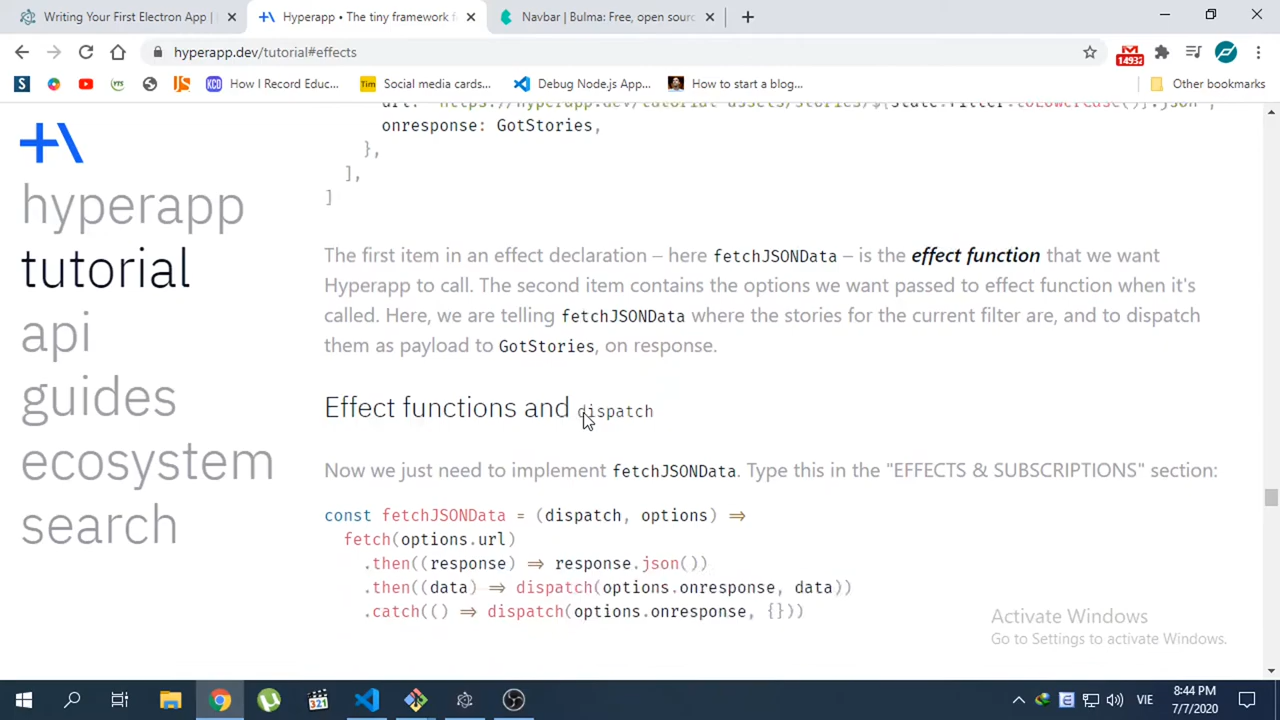 Writing Your First Electron App |
Hyperapp • The tiny framework f
Navbar | Bulma: Free, open sourc
hyperapp.dev/tutorial#effects
14932
How I Record Educ...
Tim
Social media cards...
Debug Node.js App...
How to start a blog...
Other bookmarks
onresponse: GotStories,
},
],
]
hyperapp
tutorial
api
guides
ecosystem
search
The first item in an effect declaration – here fetchJSONData – is the effect function that we want
Hyperapp to call. The second item contains the options we want passed to effect function when it's
called. Here, we are telling fetchJSONData where the stories for the current filter are, and to dispatch
them as payload to GotStories, on response.
Effect functions and dispatch
Now we just need to implement fetchJSONData. Type this in the "EFFECTS & SUBSCRIPTIONS" section:
const fetchJSONData = (dispatch, options) =>
fetch(options.url)
.then((response) => response.json())
.then((data) => dispatch(options.onresponse, data))
.catch(() => dispatch(options.onresponse, {}))
Activate Windows
Go to Settings to activate Windows.
VIE
8:44 PM
7/7/2020